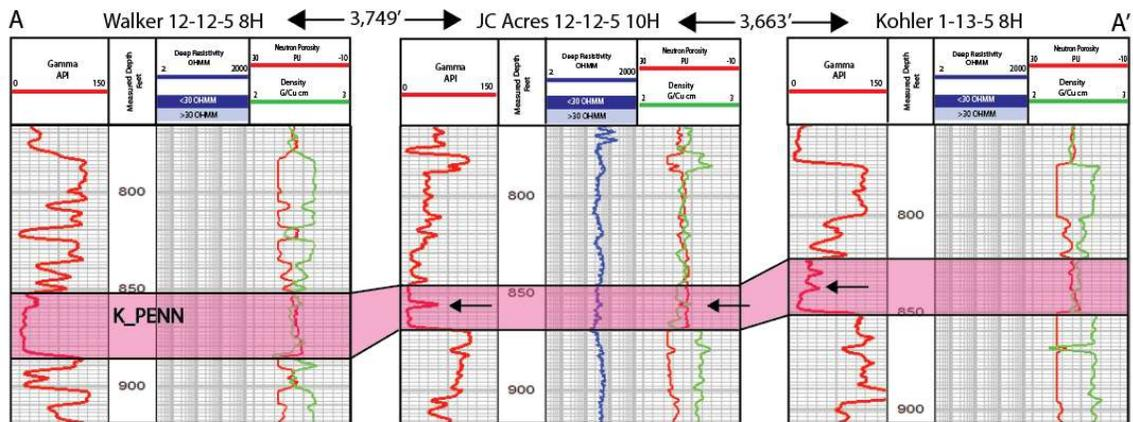 A Walker 12-12-5 8H 3,749’ JC Acres 12-12-5 10H 3,663’ Kohler 1-13-5 8H A’
Gamma
API
0 150
Measured Depth
Feet
Deep Resistivity
OHMM
2 2000
<30 OHMM
>30 OHMM
Neutron Porosity
30 PU -10
Density
G/Cu cm
2 3
Gamma
API
0 150
Measured Depth
Feet
Deep Resistivity
OHMM
2 2000
<30 OHMM
>30 OHMM
Neutron Porosity
30 PU -10
Density
G/Cu cm
2 3
Gamma
API
0 150
Measured Depth
Feet
Deep Resistivity
OHMM
2 2000
<30 OHMM
>30 OHMM
Neutron Porosity
30 PU -10
Density
G/Cu cm
2 3
800
850
K_PENN
900
800
850
900
800
850
900